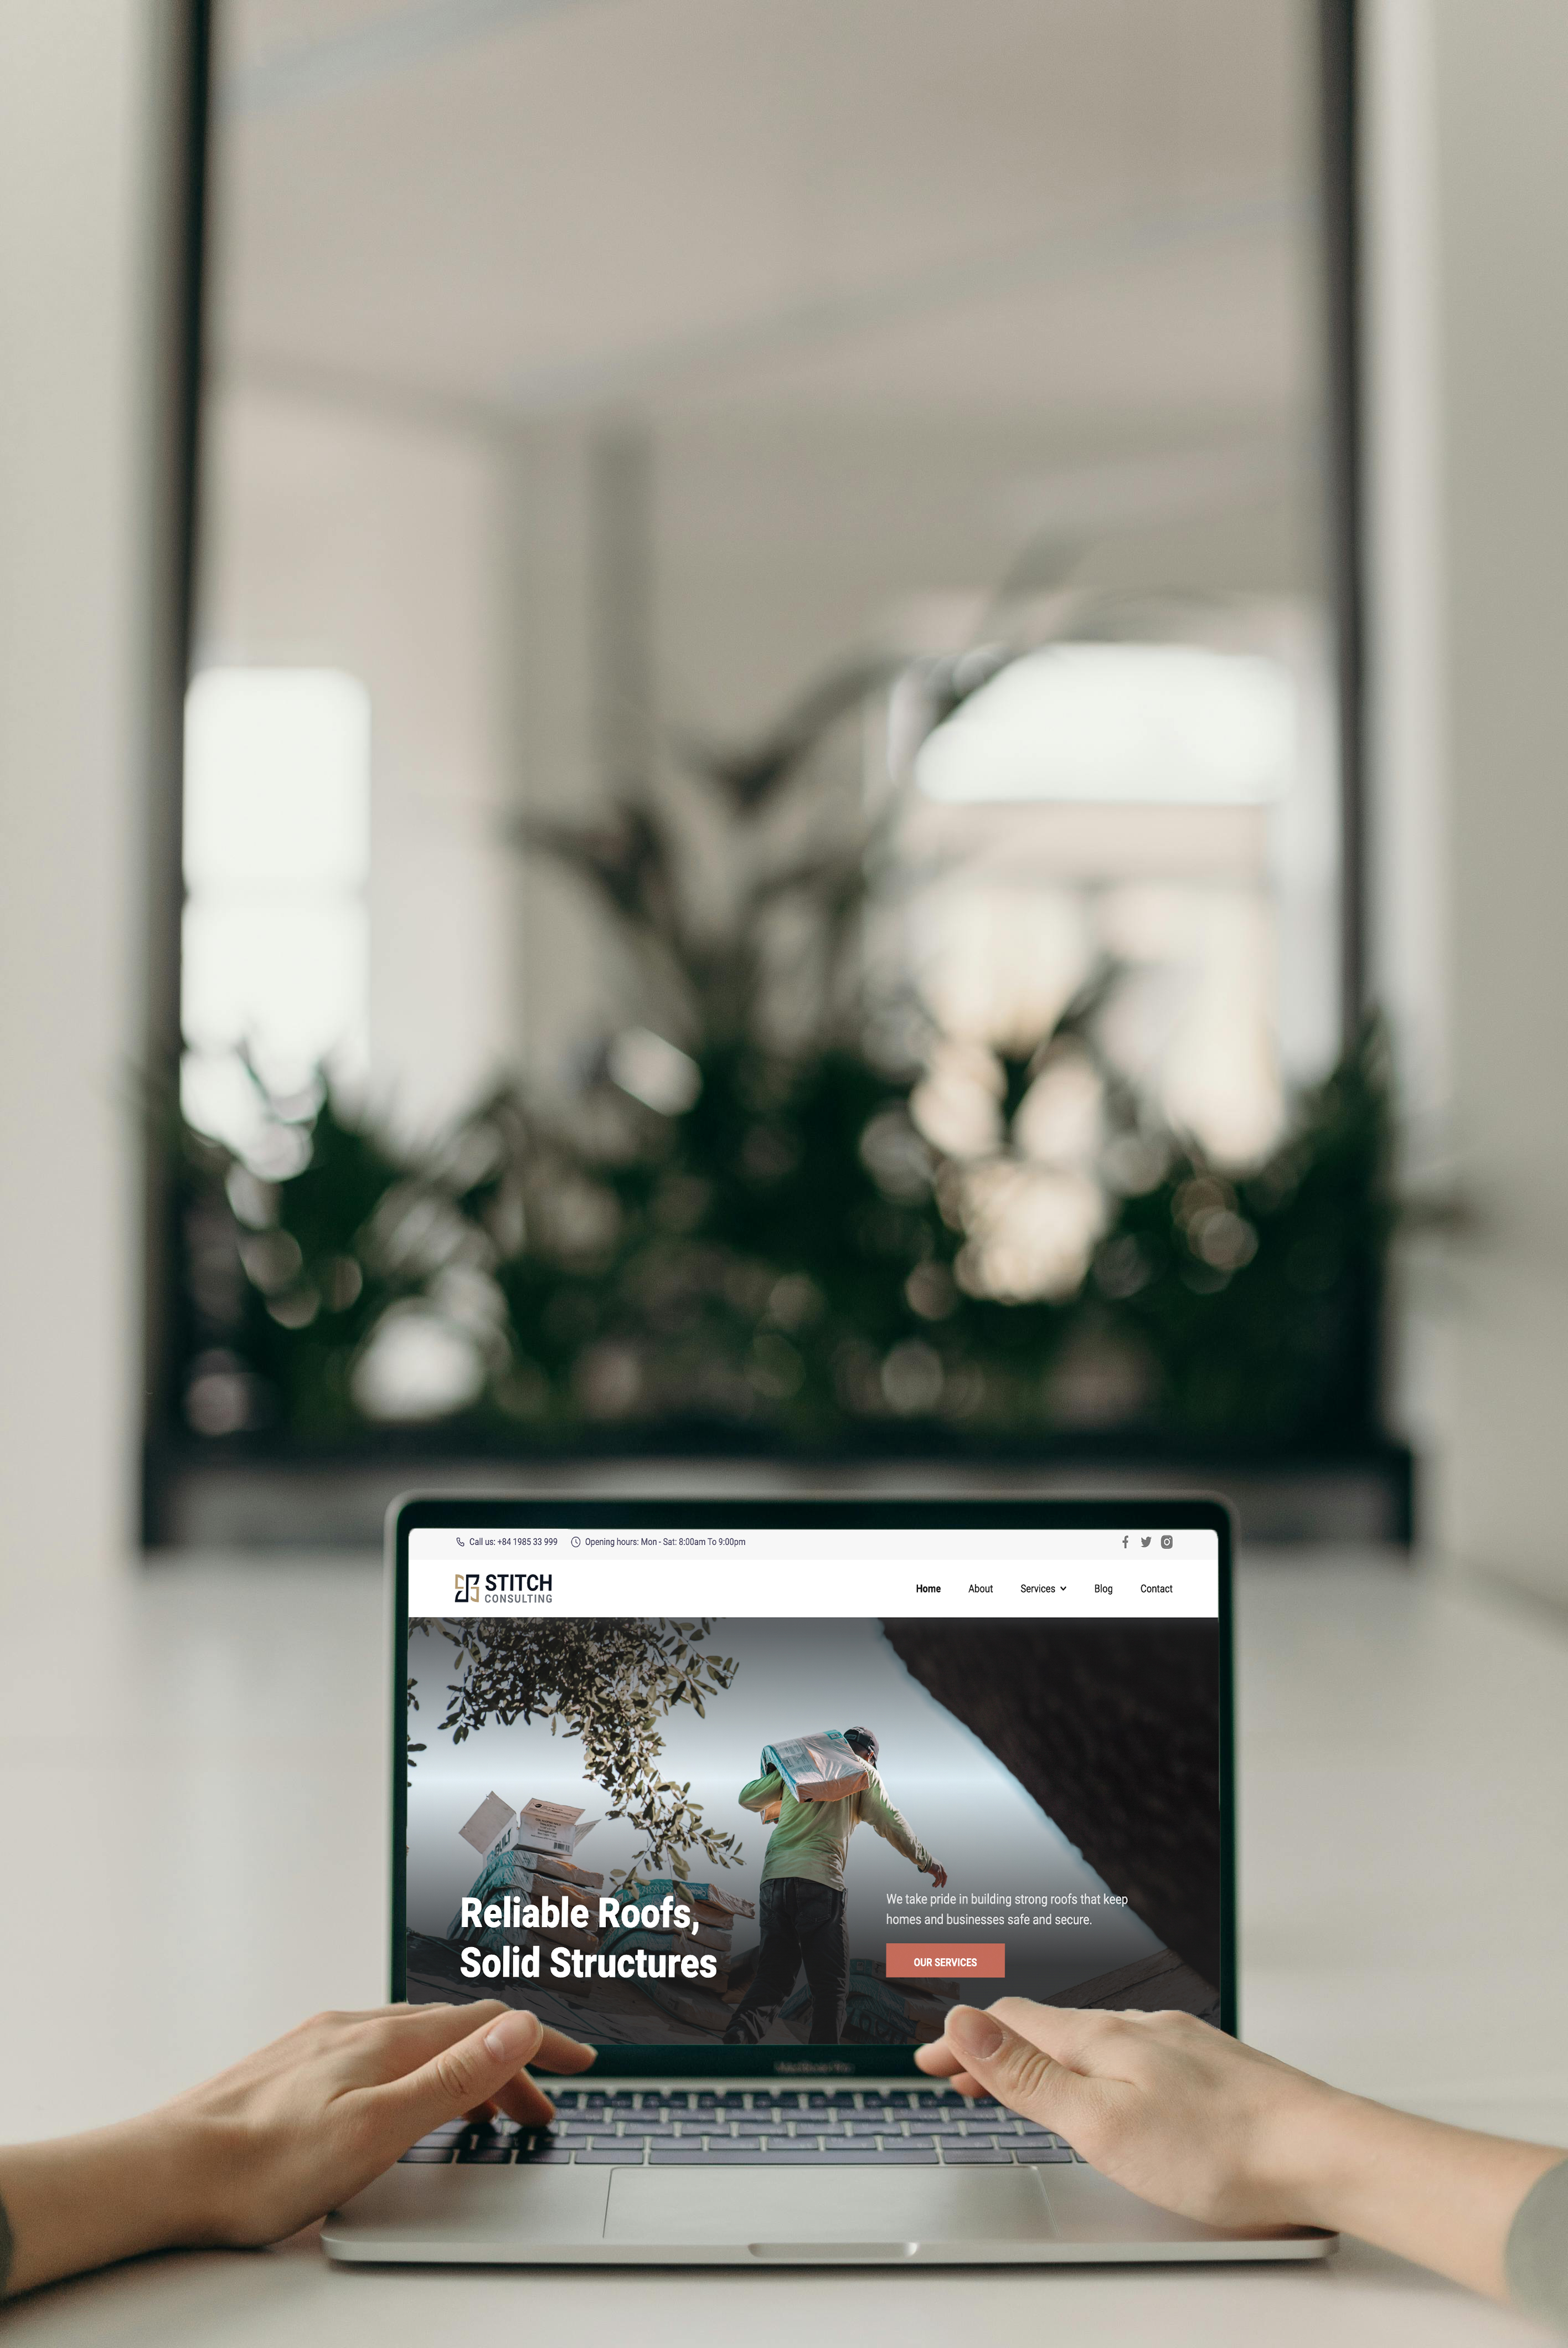 Call us: +84 1985 33 999 Opening hours: Mon - Sat: 8:00am To 9:00pm
STITCH
CONSULTING
Home About Services Blog Contact
Reliable Roofs,
Solid Structures
We take pride in building strong roofs that keep
homes and businesses safe and secure.
OUR SERVICES
MacBook Pro